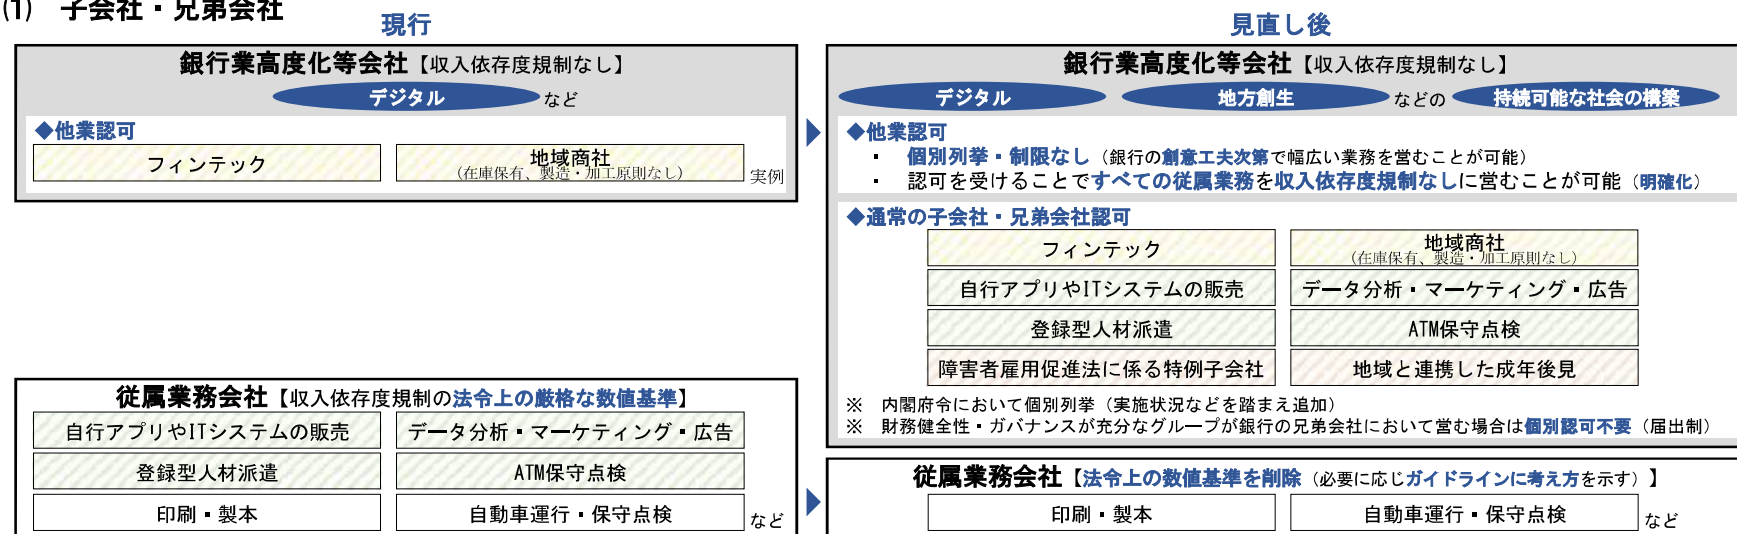 (1) 子会社・兄弟会社
現行
銀行業高度化等会社【収入依存度規制なし】
デジタル など
◆他業認可
フィンテック
地域商社
(在庫保有、製造・加工原則なし)
実例
従属業務会社【収入依存度規制の法令上の厳格な数値基準】
自行アプリやITシステムの販売
データ分析・マーケティング・広告
登録型人材派遣
ATM保守点検
印刷・製本
自動車運行・保守点検
など
見直し後
銀行業高度化等会社【収入依存度規制なし】
デジタル 地方創生 などの 持続可能な社会の構築
◆他業認可
・ 個別列挙・制限なし（銀行の創意工夫次第で幅広い業務を営むことが可能）
・ 認可を受けることですべての従属業務を収入依存度規制なしに営むことが可能（明確化）
◆通常の子会社・兄弟会社認可
フィンテック
地域商社
(在庫保有、製造・加工原則なし)
自行アプリやITシステムの販売
データ分析・マーケティング・広告
登録型人材派遣
ATM保守点検
障害者雇用促進法に係る特例子会社
地域と連携した成年後見
※ 内閣府令において個別列挙（実施状況などを踏まえ追加）
※ 財務健全性・ガバナンスが充分なグループが銀行の兄弟会社において営む場合は個別認可不要（届出制）
従属業務会社【法令上の数値基準を削除（必要に応じガイドラインに考え方を示す）】
印刷・製本
自動車運行・保守点検
など